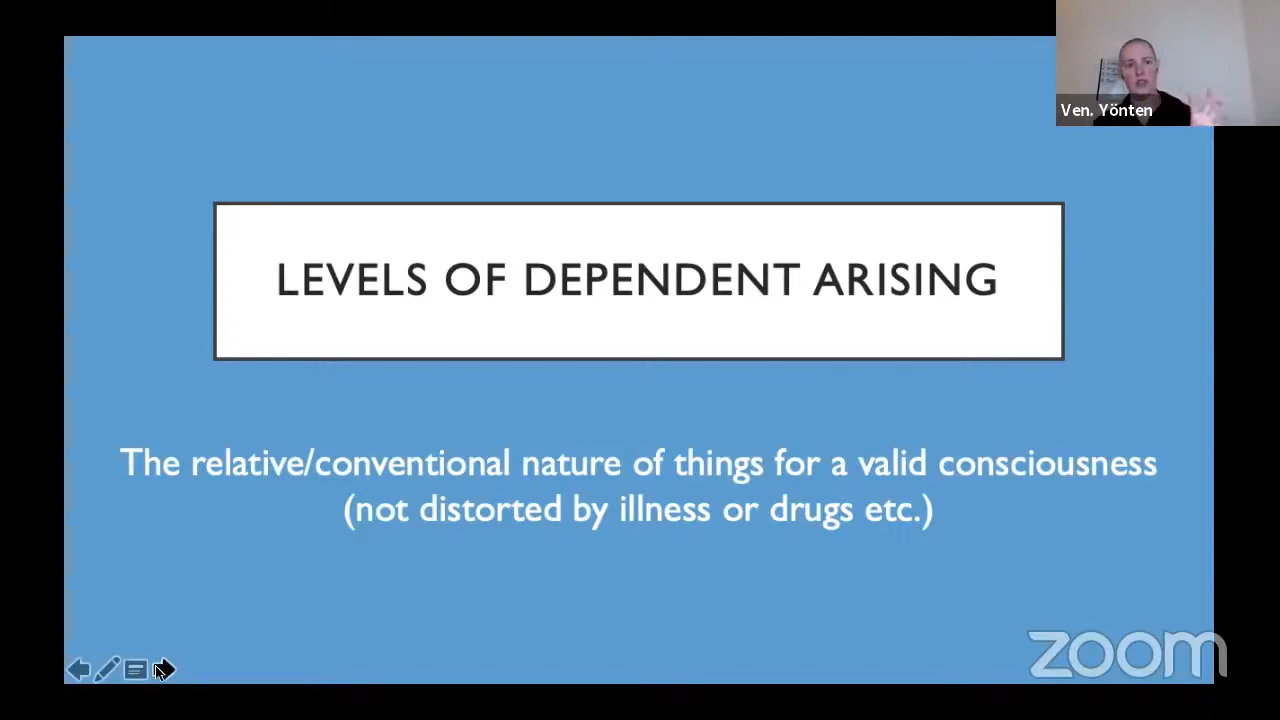 Ven. Yönten
LEVELS OF DEPENDENT ARISING
The relative/conventional nature of things for a valid consciousness
(not distorted by illness or drugs etc.)
zoom